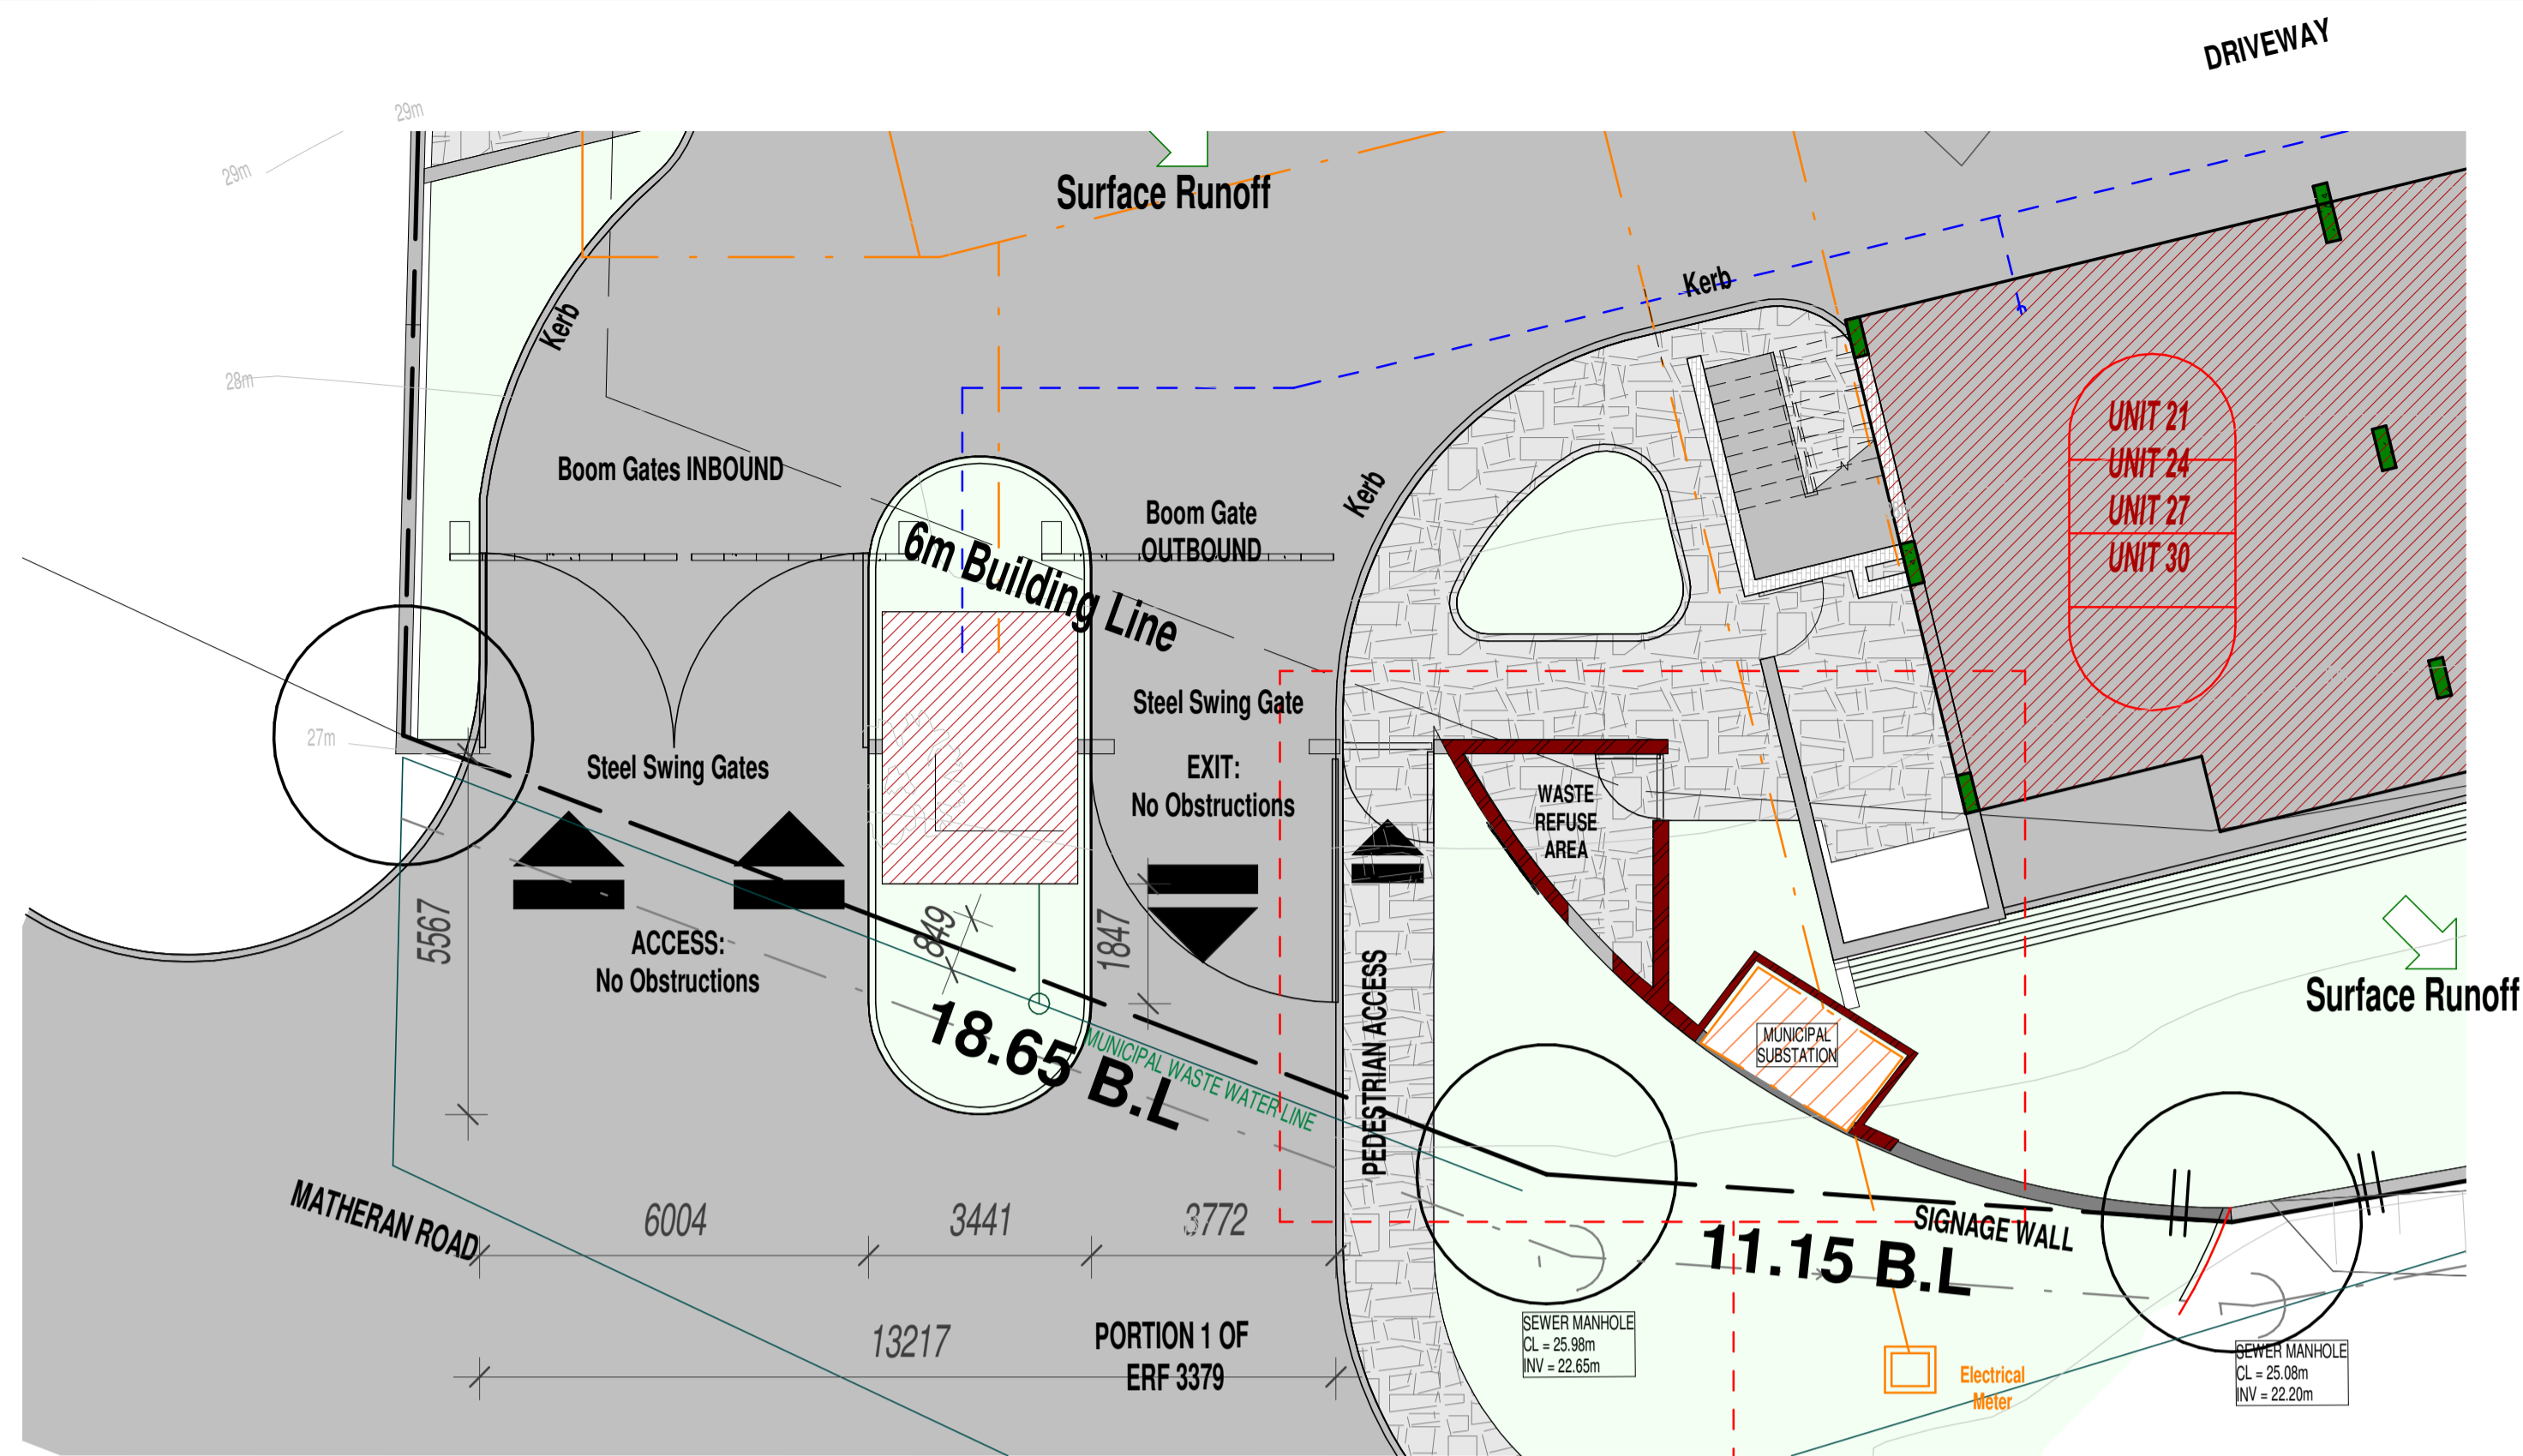 DRIVEWAY
29m
29m
Surface Runoff
Kerb
Kerb
28m
UNIT 21
UNIT 24
UNIT 27
UNIT 30
Boom Gates INBOUND
Kerb
Boom Gate
OUTBOUND
6m Building Line
Steel Swing Gate
27m
Steel Swing Gates
EXIT:
No Obstructions
WASTE
REFUSE
AREA
5567
849
1847
ACCESS:
No Obstructions
PEDESTRIAN ACCESS
Surface Runoff
18.65 B.L
MUNICIPAL WASTE WATER LINE
MUNICIPAL
SUBSTATION
MATHERAN ROAD
6004
3441
3772
SIGNAGE WALL
11.15 B.L
13217
PORTION 1 OF
ERF 3379
SEWER MANHOLE
CL = 25.98m
INV = 22.65m
Electrical
Meter
SEWER MANHOLE
CL = 25.08m
INV = 22.20m